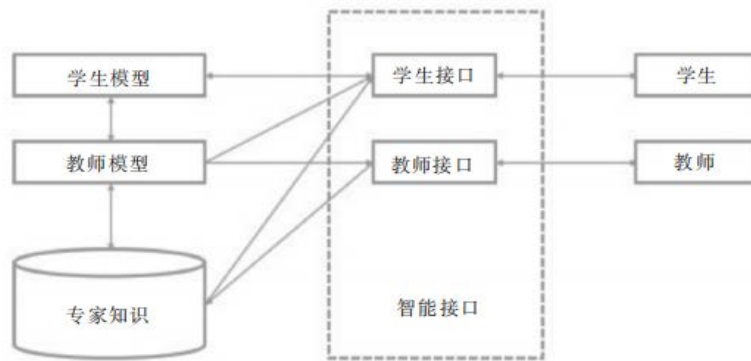 学生模型
学生接口
学生
教师模型
教师接口
教师
专家知识
智能接口